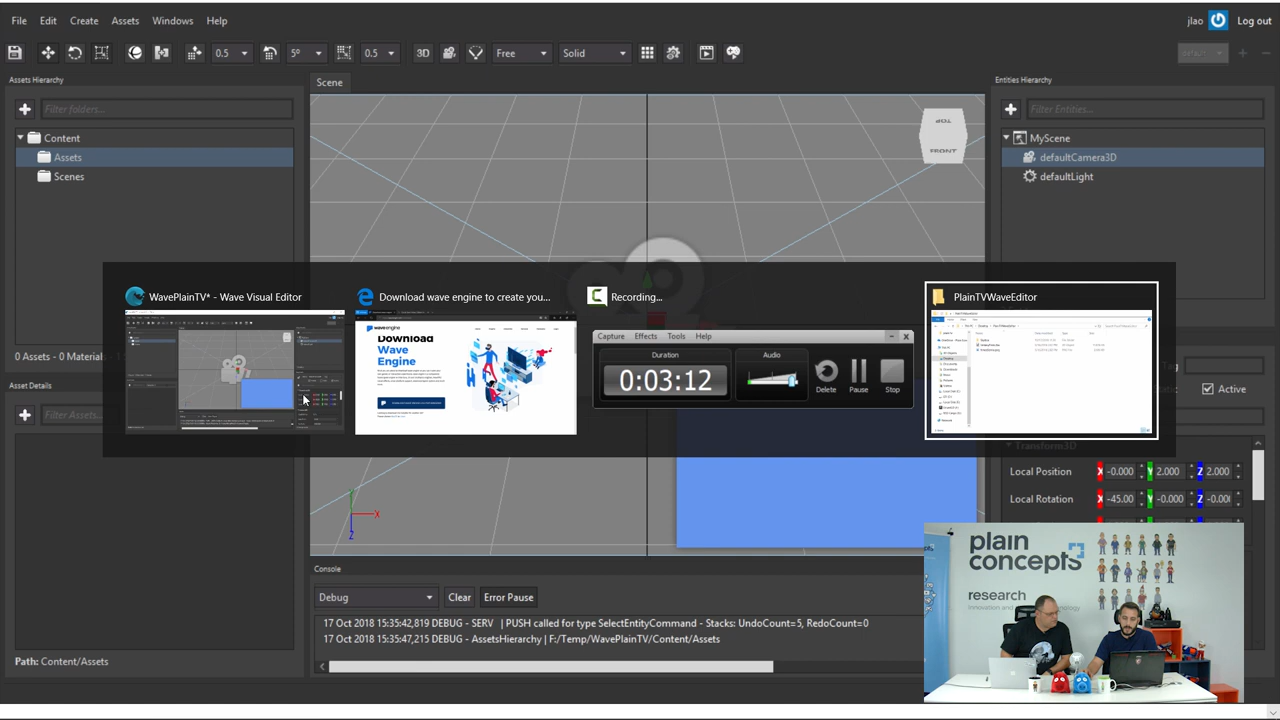 File Edit Create Assets Windows Help
jlao Log out
0.5 5° 0.5 3D Free Solid
Assets Hierarchy
Filter folders...
Content
Assets
Scenes
0 Assets - 0 Material
Asset Details
Filter Assets...
Path: Content/Assets
Scene
TOP
FRONT
Entities Hierarchy
Filter Entities...
MyScene
defaultCamera3D
defaultLight
WavePlainTV* - Wave Visual Editor
Download wave engine to create you...
waveengine
Download
Wave
Engine
Recording...
Capture Effects Tools Help
Duration
Audio
0:03:12
Delete Pause Stop
PlainTVWaveEditor
Active
Transform3D
Local Position X -0.000 Y 2.000 Z 2.000
Local Rotation X -45.00 Y -0.000 Z -0.00
X
Z
Console
Debug Clear Error Pause
17 Oct 2018 15:35:42,819 DEBUG - SERV | PUSH called for type SelectEntityCommand - Stacks: UndoCount=5, RedoCount=0
17 Oct 2018 15:35:47,215 DEBUG - AssetsHierarchy | F:/Temp/WavePlainTV/Content/Assets
plain
concepts
research